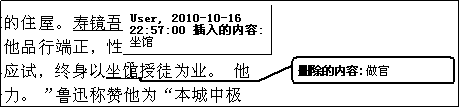 的住屋。寿镜吾
User, 2010-10-16
22:57:00 插入的内容:
坐馆
他品行端正，性
应试，终身以坐馆授徒为业。 他
删除的内容: 做官
力。 ”鲁迅称赞他为“本城中极